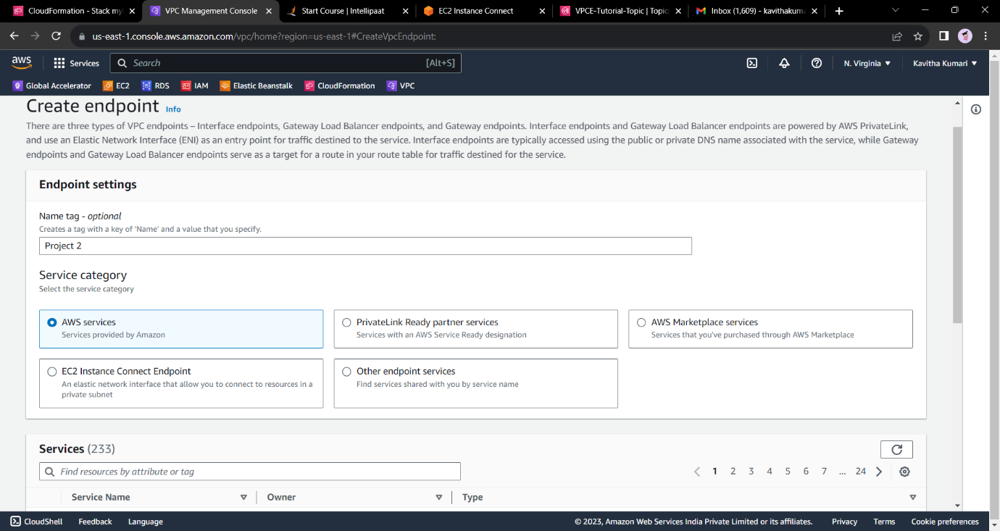 CloudFormation - Stack my
VPC Management Console
Start Course | Intellipaat
EC2 Instance Connect
VPCE-Tutorial-Topic | Topics
Inbox (1,609) - kavithakuma
us-east-1.console.aws.amazon.com/vpc/home?region=us-east-1#CreateVpcEndpoint:
aws
Services
Search
[Alt+S]
N. Virginia
Kavitha Kumari
Global Accelerator
EC2
RDS
IAM
Elastic Beanstalk
CloudFormation
VPC
Create endpoint Info
There are three types of VPC endpoints – Interface endpoints, Gateway Load Balancer endpoints, and Gateway endpoints. Interface endpoints and Gateway Load Balancer endpoints are powered by AWS PrivateLink,
and use an Elastic Network Interface (ENI) as an entry point for traffic destined to the service. Interface endpoints are typically accessed using the public or private DNS name associated with the service, while Gateway
endpoints and Gateway Load Balancer endpoints serve as a target for a route in your route table for traffic destined for the service.
Endpoint settings
Name tag - optional
Creates a tag with a key of 'Name' and a value that you specify.
Project 2
Service category
Select the service category
AWS services
Services provided by Amazon
PrivateLink Ready partner services
Services with an AWS Service Ready designation
AWS Marketplace services
Services that you've purchased through AWS Marketplace
EC2 Instance Connect Endpoint
An elastic network interface that allow you to connect to resources in a
private subnet
Other endpoint services
Find services shared with you by service name
Services (233)
Find resources by attribute or tag
1 2 3 4 5 6 7 ... 24
Service Name
Owner
Type
CloudShell
Feedback
Language
© 2023, Amazon Web Services India Private Limited or its affiliates.
Privacy
Terms
Cookie preferences